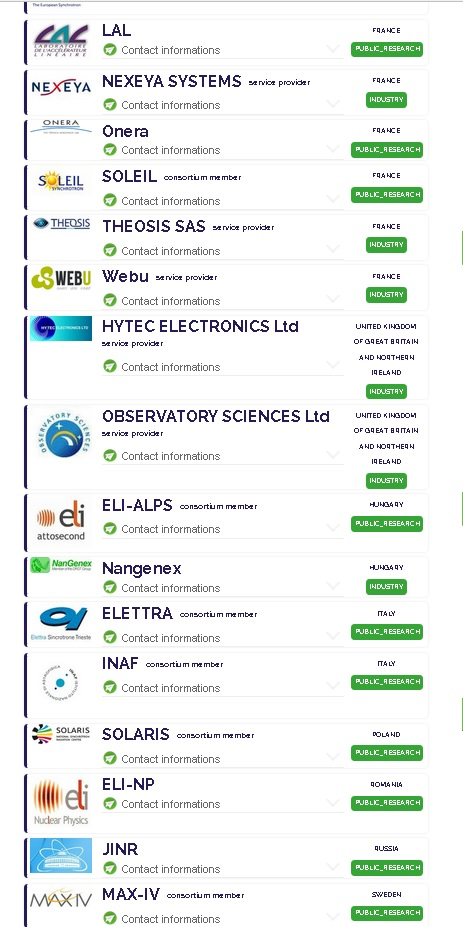 The European Synchrotron
LAL
LABORATOIRE
DE L'ACCÉLÉRATEUR
LINÉAIRE
LAL
Contact informations
FRANCE
PUBLIC_RESEARCH
NEXEYA
NEXEYA SYSTEMS service provider
Contact informations
FRANCE
INDUSTRY
ONERA
Onera
Contact informations
FRANCE
PUBLIC_RESEARCH
SOLEIL
SYNCHROTRON
SOLEIL consortium member
Contact informations
FRANCE
PUBLIC_RESEARCH
THEOSIS
THEOSIS SAS service provider
Contact informations
FRANCE
INDUSTRY
WEBU
Webu service provider
Contact informations
FRANCE
INDUSTRY
HYTEC ELECTRONICS LTD
HYTEC ELECTRONICS Ltd
service provider
Contact informations
UNITED KINGDOM
OF GREAT BRITAIN
AND NORTHERN
IRELAND
INDUSTRY
OBSERVATORY SCIENCES
OBSERVATORY SCIENCES Ltd
service provider
Contact informations
UNITED KINGDOM
OF GREAT BRITAIN
AND NORTHERN
IRELAND
INDUSTRY
eli
attosecond
ELI-ALPS consortium member
Contact informations
HUNGARY
PUBLIC_RESEARCH
NanGenex
Nangenex
Contact informations
HUNGARY
INDUSTRY
Elettra Sincrotrone Trieste
ELETTRA consortium member
Contact informations
ITALY
PUBLIC_RESEARCH
INAF consortium member
Contact informations
ITALY
PUBLIC_RESEARCH
SOLARIS
NATIONAL SYNCHROTRON
RADIATION CENTRE
SOLARIS consortium member
Contact informations
POLAND
PUBLIC_RESEARCH
eli
Nuclear Physics
ELI-NP
Contact informations
ROMANIA
PUBLIC_RESEARCH
JINR
Contact informations
RUSSIA
PUBLIC_RESEARCH
MAXIV
MAX-IV consortium member
Contact informations
SWEDEN
PUBLIC_RESEARCH